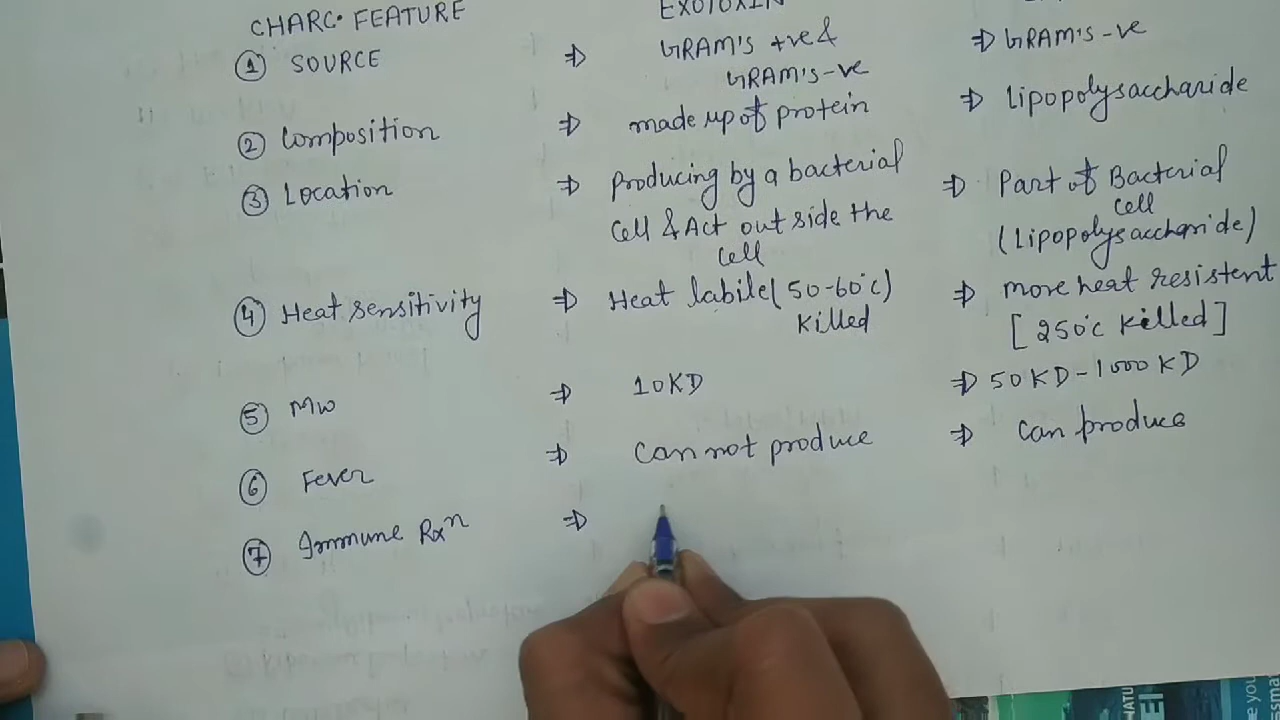 CHARC. FEATURE
EXOTOXIN
① SOURCE ⇒ GRAM'S +ve & ⇒ GRAM'S -ve
GRAM'S -ve
② Composition ⇒ made up of protein ⇒ Lipopolysaccharide
③ Location ⇒ Producing by a bacterial ⇒ Part of Bacterial
cell & Act out side the cell
cell (Lipopolysaccharide)
④ Heat sensitivity ⇒ Heat labile (50-60°c) ⇒ more heat resistent
killed [250°c killed]
⑤ Mw ⇒ 10KD ⇒ 50KD-1000KD
⑥ Fever ⇒ Can not produce ⇒ can produce
⑦ Immune Rxⁿ ⇒